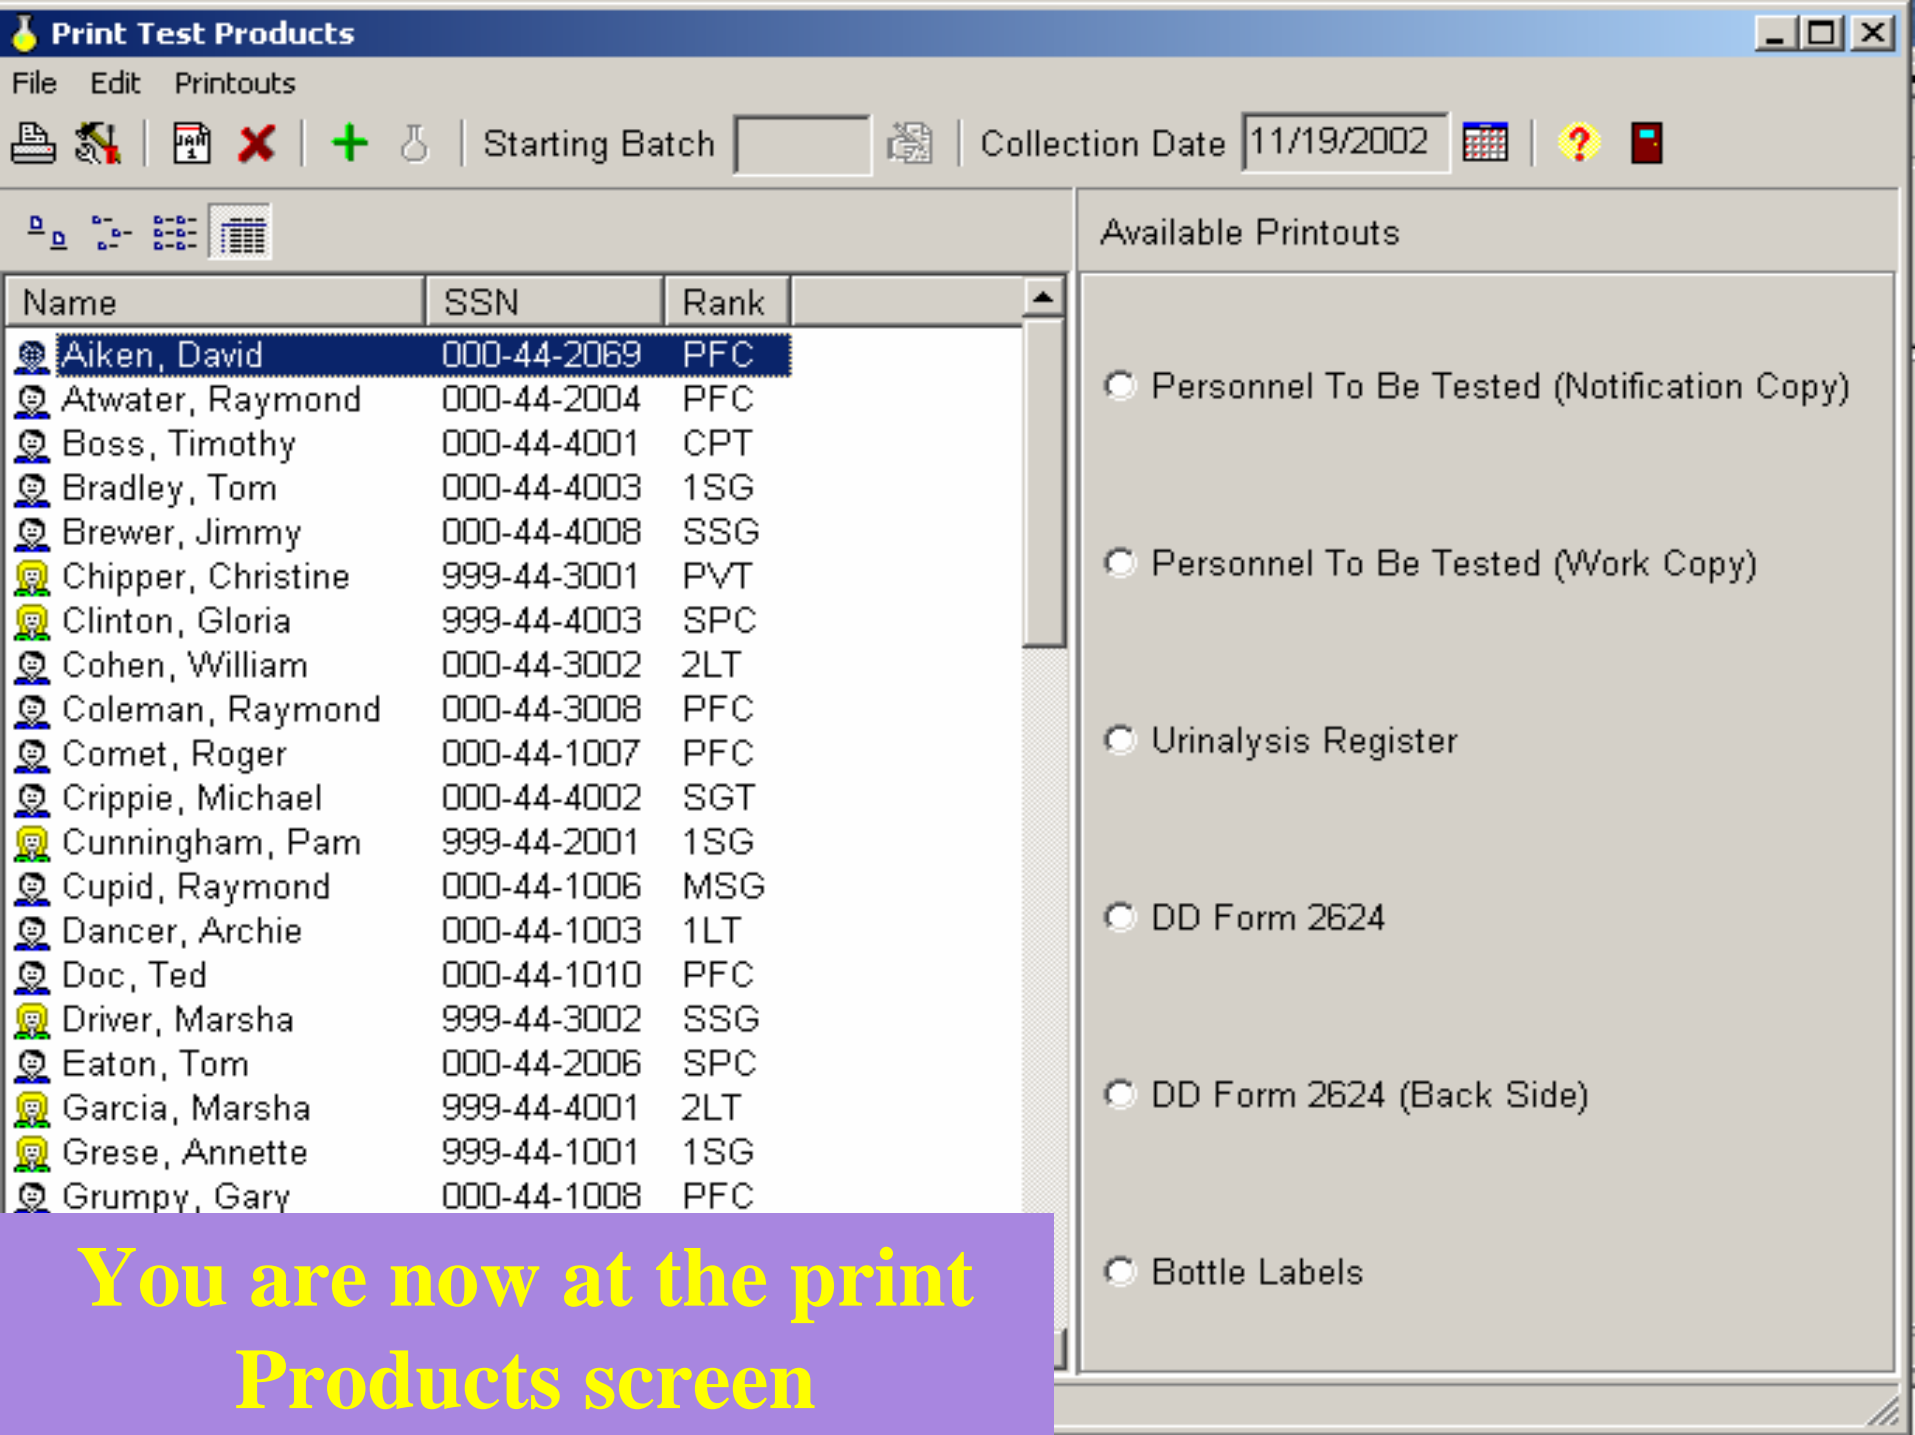 Print Test Products
File Edit Printouts
JAN 1 Starting Batch Collection Date 11/19/2002 ?
Available Printouts
Name SSN Rank
Aiken, David 000-44-2069 PFC
Atwater, Raymond 000-44-2004 PFC
Boss, Timothy 000-44-4001 CPT
Bradley, Tom 000-44-4003 1SG
Brewer, Jimmy 000-44-4008 SSG
Chipper, Christine 999-44-3001 PVT
Clinton, Gloria 999-44-4003 SPC
Cohen, William 000-44-3002 2LT
Coleman, Raymond 000-44-3008 PFC
Comet, Roger 000-44-1007 PFC
Crippie, Michael 000-44-4002 SGT
Cunningham, Pam 999-44-2001 1SG
Cupid, Raymond 000-44-1006 MSG
Dancer, Archie 000-44-1003 1LT
Doc, Ted 000-44-1010 PFC
Driver, Marsha 999-44-3002 SSG
Eaton, Tom 000-44-2006 SPC
Garcia, Marsha 999-44-4001 2LT
Grese, Annette 999-44-1001 1SG
Grumpy, Gary 000-44-1008 PFC
Personnel To Be Tested (Notification Copy)
Personnel To Be Tested (Work Copy)
Urinalysis Register
DD Form 2624
DD Form 2624 (Back Side)
Bottle Labels
You are now at the print
Products screen